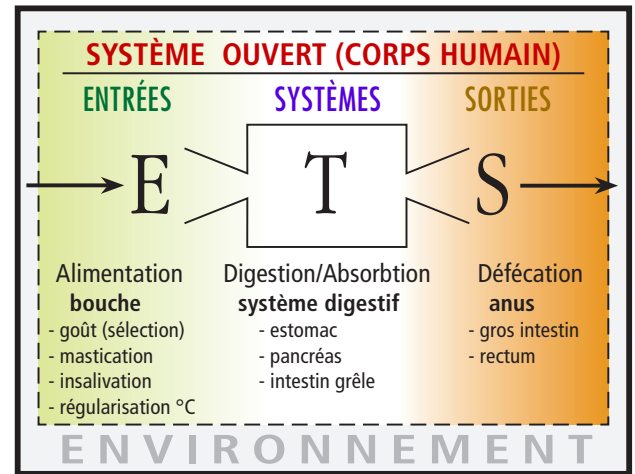 SYSTÈME OUVERT (CORPS HUMAIN)
ENTRÉES SYSTÈMES SORTIES
E T S
Alimentation
bouche
- goût (sélection)
- mastication
- insalivation
- régularisation °C
Digestion/Absorbtion
système digestif
- estomac
- pancréas
- intestin grêle
Défécation
anus
- gros intestin
- rectum
ENVIRONNEMENT